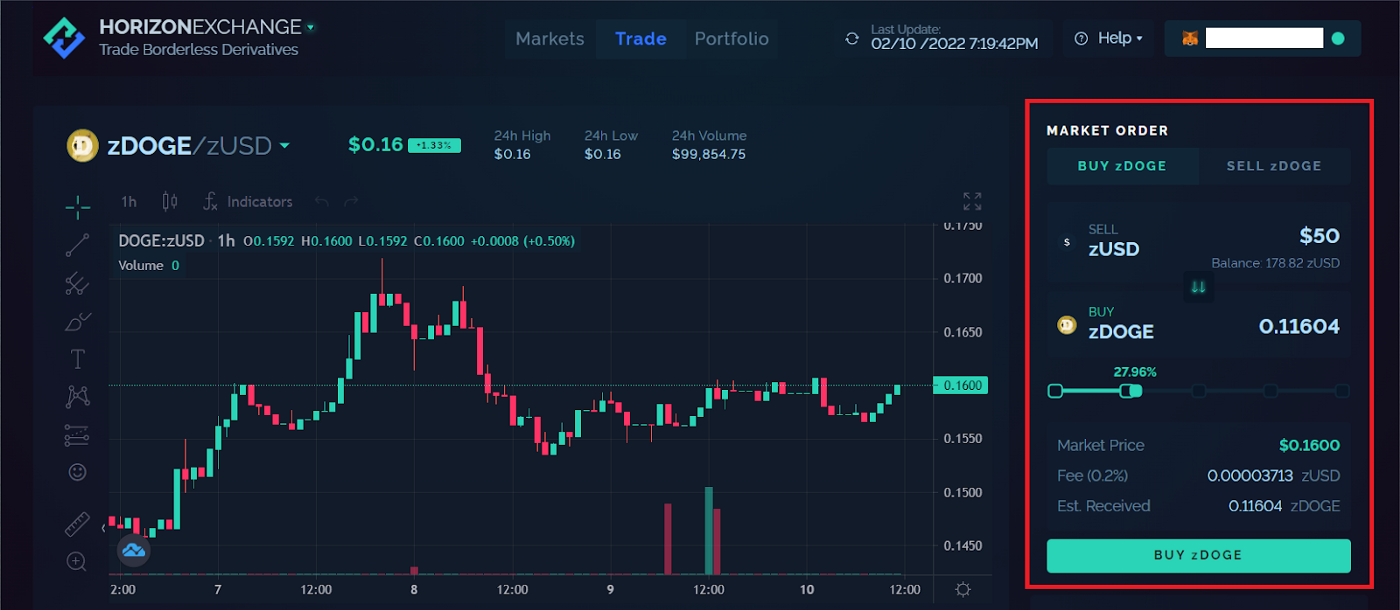 HORIZONEXCHANGE
Trade Borderless Derivatives
Markets Trade Portfolio
Last Update:
02/10 /2022 7:19:42PM
Help
zDOGE/zUSD
$0.16 -1.33%
24h High
$0.16
24h Low
$0.16
24h Volume
$99,854.75
1h Indicators
DOGE:zUSD · 1h O0.1592 H0.1600 L0.1592 C0.1600 +0.0008 (+0.50%)
Volume 0
0.1750
0.1700
0.1650
0.1600
0.1550
0.1500
0.1450
2:00 7 12:00 8 12:00 9 12:00 10 12:00
MARKET ORDER
BUY zDOGE SELL zDOGE
SELL
$ zUSD $50
Balance: 178.82 zUSD
BUY
zDOGE 0.11604
27.96%
Market Price $0.1600
Fee (0.2%) 0.00003713 zUSD
Est. Received 0.11604 zDOGE
BUY zDOGE